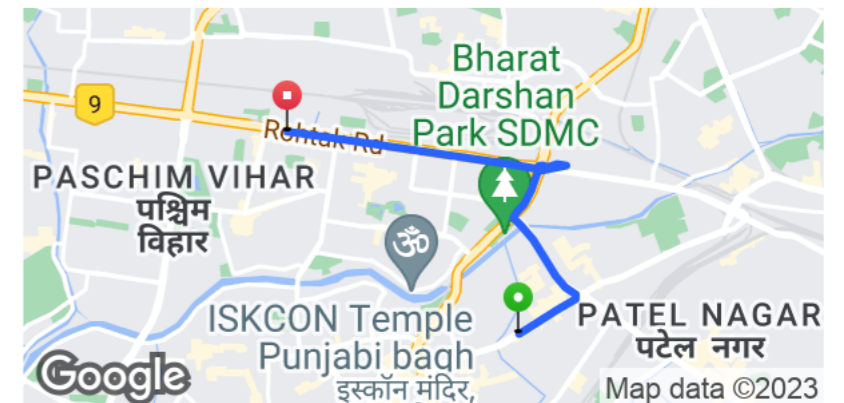 Bharat
Darshan
Park SDMC
9
Rohtak Rd
PASCHIM VIHAR
पश्चिम
विहार
ISKCON Temple
Punjabi bagh
इस्कॉन मंदिर,
PATEL NAGAR
पटेल नगर
Google
Map data ©2023